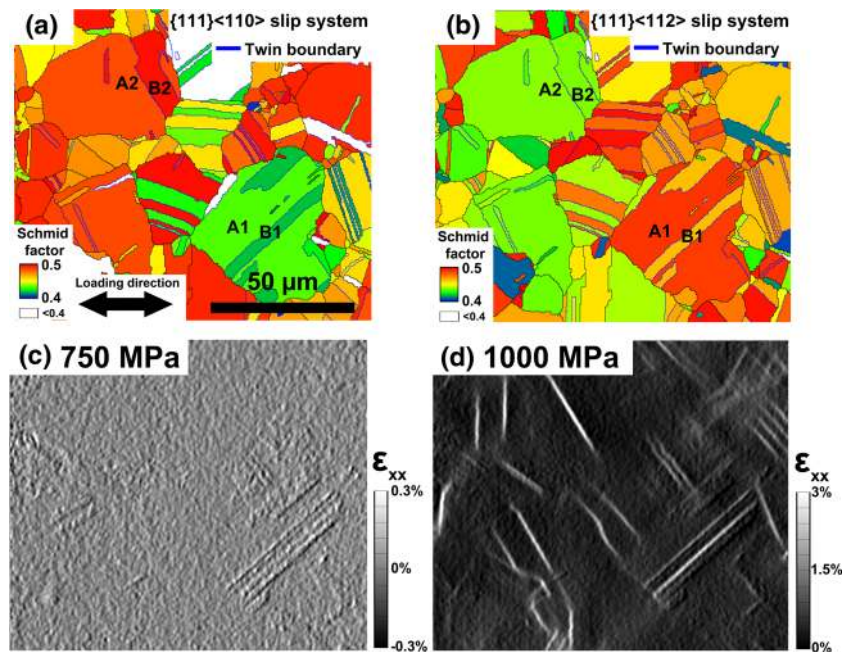 (a) {111}<110> slip system
Twin boundary
A2
B2
A1
B1
Schmid
factor
0.5
0.4
<0.4
Loading direction
50 µm
(b) {111}<112> slip system
Twin boundary
A2
B2
A1
B1
Schmid
factor
0.5
0.4
<0.4
(c) 750 MPa
εxx
0.3%
0%
-0.3%
(d) 1000 MPa
εxx
3%
1.5%
0%